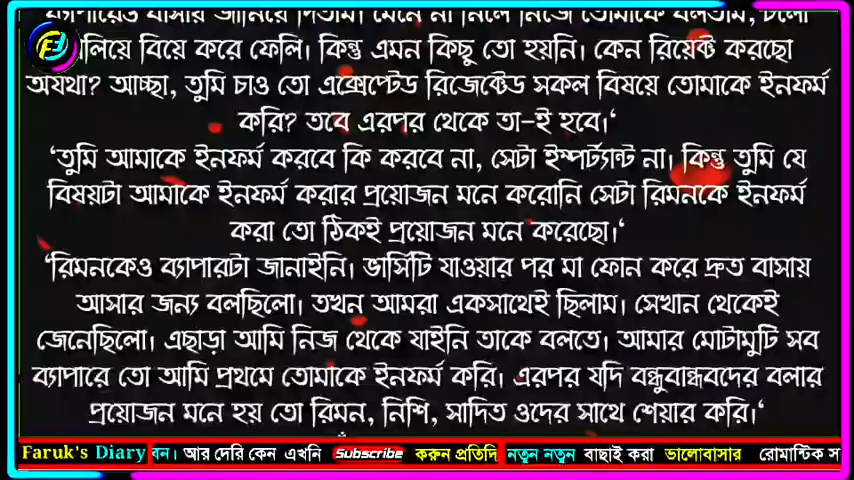 ব্যাপারেও বাসার জানিয়ে দিতাম। মেনে না নিলে নিজে তোমাকে বলতাম, চলো
পালিয়ে বিয়ে করে ফেলি। কিন্তু এমন কিছু তো হয়নি। কেন রিয়েক্ট করছো
অযথা? আচ্ছা, তুমি চাও তো এক্সেপ্টেড রিজেক্টেড সকল বিষয়ে তোমাকে ইনফর্ম
করি? তবে এরপর থেকে তা-ই হবে।‘
‘তুমি আমাকে ইনফর্ম করবে কি করবে না, সেটা ইম্পর্ট্যান্ট না। কিন্তু তুমি যে
বিষয়টা আমাকে ইনফর্ম করার প্রয়োজন মনে করোনি সেটা রিমনকে ইনফর্ম
করা তো ঠিকই প্রয়োজন মনে করেছো।‘
‘রিমনকেও ব্যাপারটা জানাইনি। ভার্সিটি যাওয়ার পর মা ফোন করে দ্রুত বাসায়
আসার জন্য বলছিলো। তখন আমরা একসাথেই ছিলাম। সেখান থেকেই
জেনেছিলো। এছাড়া আমি নিজ থেকে যাইনি তাকে বলতে। আমার মোটামুটি সব
ব্যাপারে তো আমি প্রথমে তোমাকে ইনফর্ম করি। এরপর যদি বন্ধুবান্ধবদের বলার
প্রয়োজন মনে হয় তো রিমন, নিশি, সাদিত ওদের সাথে শেয়ার করি।‘
Faruk's Diary বন। আর দেরি কেন এখনি Subscribe করুন প্রতিদি নতুন নতুন বাছাই করা ভালোবাসার রোমান্টিক স